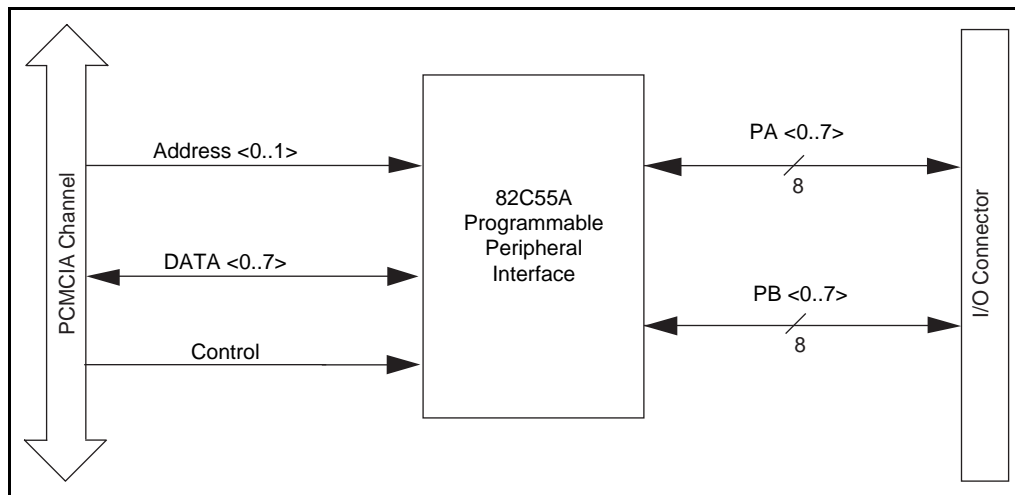 PCMCIA Channel
Address <0..1>
DATA <0..7>
Control
82C55A
Programmable
Peripheral
Interface
PA <0..7>
8
PB <0..7>
8
I/O Connector